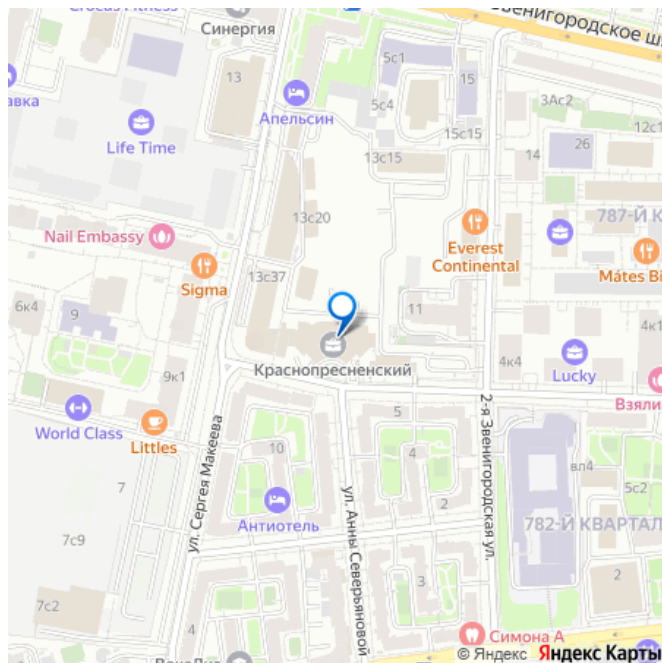 Crocus Fitness
Синергия
Звенигородское ш
5с1
13
15
авка
Апельсин
5с4
3Ас2
Life Time
15с15
12с1
13с15
26
14
13с20
787-Й К
Nail Embassy
Everest
Continental
Sigma
13с37
Mátes Bi
6к4
9
11
4к1
Краснопресненский
4к4
Lucky
9к1
Взяли
World Class
Littles
5
2-я Звенигородская ул.
ул. Сергея Макеева
10
4
вл4
7
5с2
Антиотель
2
782-Й КВАРТАЛ
7с9
ул. Анны Северьяновой
3
2
7с2
Симона А
© Яндекс Яндекс Карты